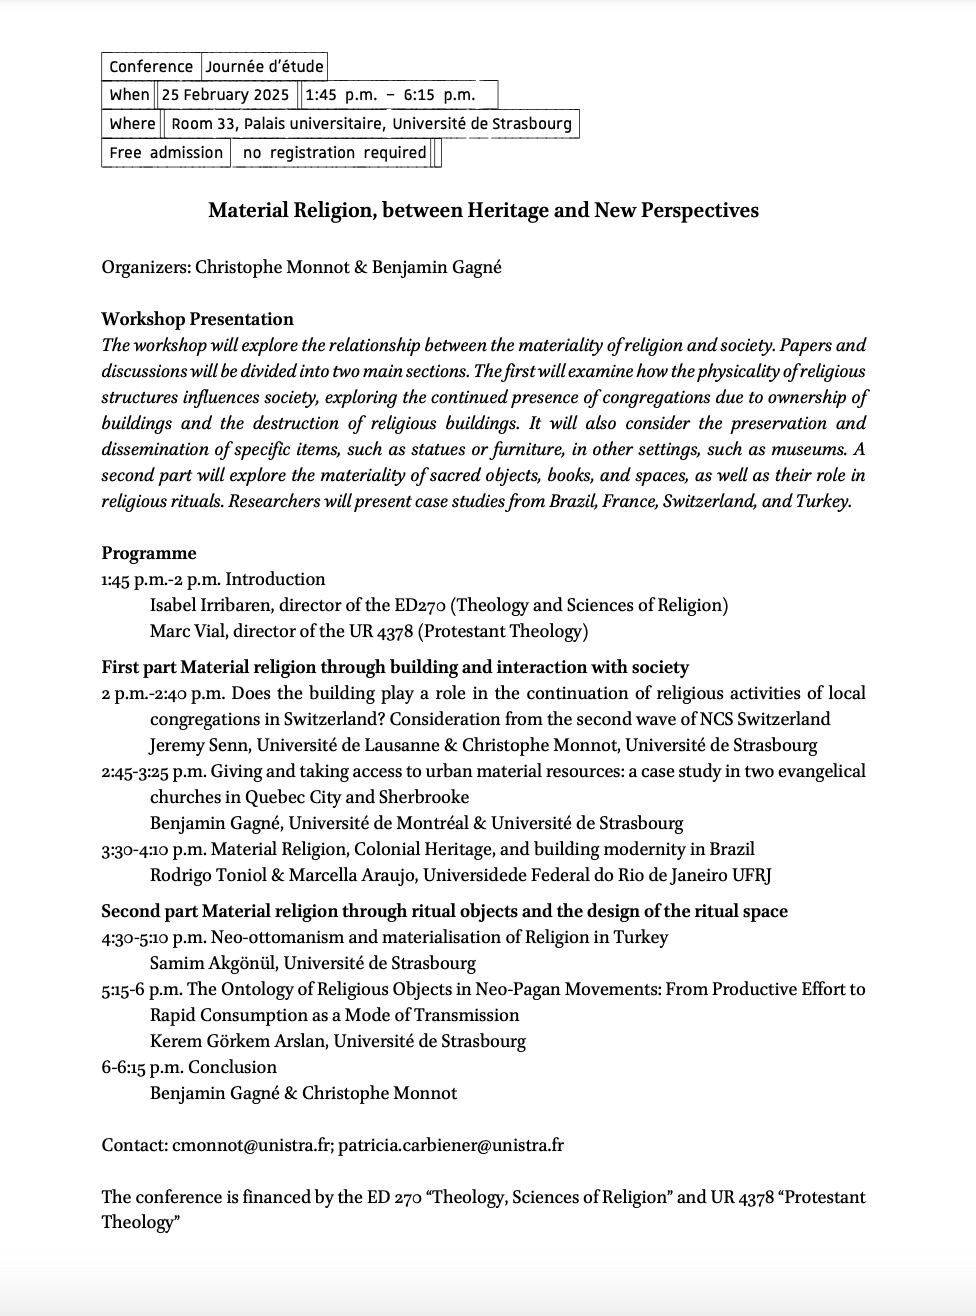 Conference Journée d'étude
When 25 February 2025 1:45 p.m. – 6:15 p.m.
Where Room 33, Palais universitaire, Université de Strasbourg
Free admission no registration required
Material Religion, between Heritage and New Perspectives
Organizers: Christophe Monnot & Benjamin Gagné
Workshop Presentation
The workshop will explore the relationship between the materiality of religion and society. Papers and
discussions will be divided into two main sections. The first will examine how the physicality of religious
structures influences society, exploring the continued presence of congregations due to ownership of
buildings and the destruction of religious buildings. It will also consider the preservation and
dissemination of specific items, such as statues or furniture, in other settings, such as museums. A
second part will explore the materiality of sacred objects, books, and spaces, as well as their role in
religious rituals. Researchers will present case studies from Brazil, France, Switzerland, and Turkey.
Programme
1:45 p.m.-2 p.m. Introduction
Isabel Irribaren, director of the ED270 (Theology and Sciences of Religion)
Marc Vial, director of the UR 4378 (Protestant Theology)
First part Material religion through building and interaction with society
2 p.m.-2:40 p.m. Does the building play a role in the continuation of religious activities of local
congregations in Switzerland? Consideration from the second wave of NCS Switzerland
Jeremy Senn, Université de Lausanne & Christophe Monnot, Université de Strasbourg
2:45-3:25 p.m. Giving and taking access to urban material resources: a case study in two evangelical
churches in Quebec City and Sherbrooke
Benjamin Gagné, Université de Montréal & Université de Strasbourg
3:30-4:10 p.m. Material Religion, Colonial Heritage, and building modernity in Brazil
Rodrigo Toniol & Marcella Araujo, Universidede Federal do Rio de Janeiro UFRJ
Second part Material religion through ritual objects and the design of the ritual space
4:30-5:10 p.m. Neo-ottomanism and materialisation of Religion in Turkey
Samim Akgönül, Université de Strasbourg
5:15-6 p.m. The Ontology of Religious Objects in Neo-Pagan Movements: From Productive Effort to
Rapid Consumption as a Mode of Transmission
Kerem Görkem Arslan, Université de Strasbourg
6-6:15 p.m. Conclusion
Benjamin Gagné & Christophe Monnot
Contact: cmonnot@unistra.fr; patricia.carbiener@unistra.fr
The conference is financed by the ED 270 “Theology, Sciences of Religion” and UR 4378 “Protestant
Theology”